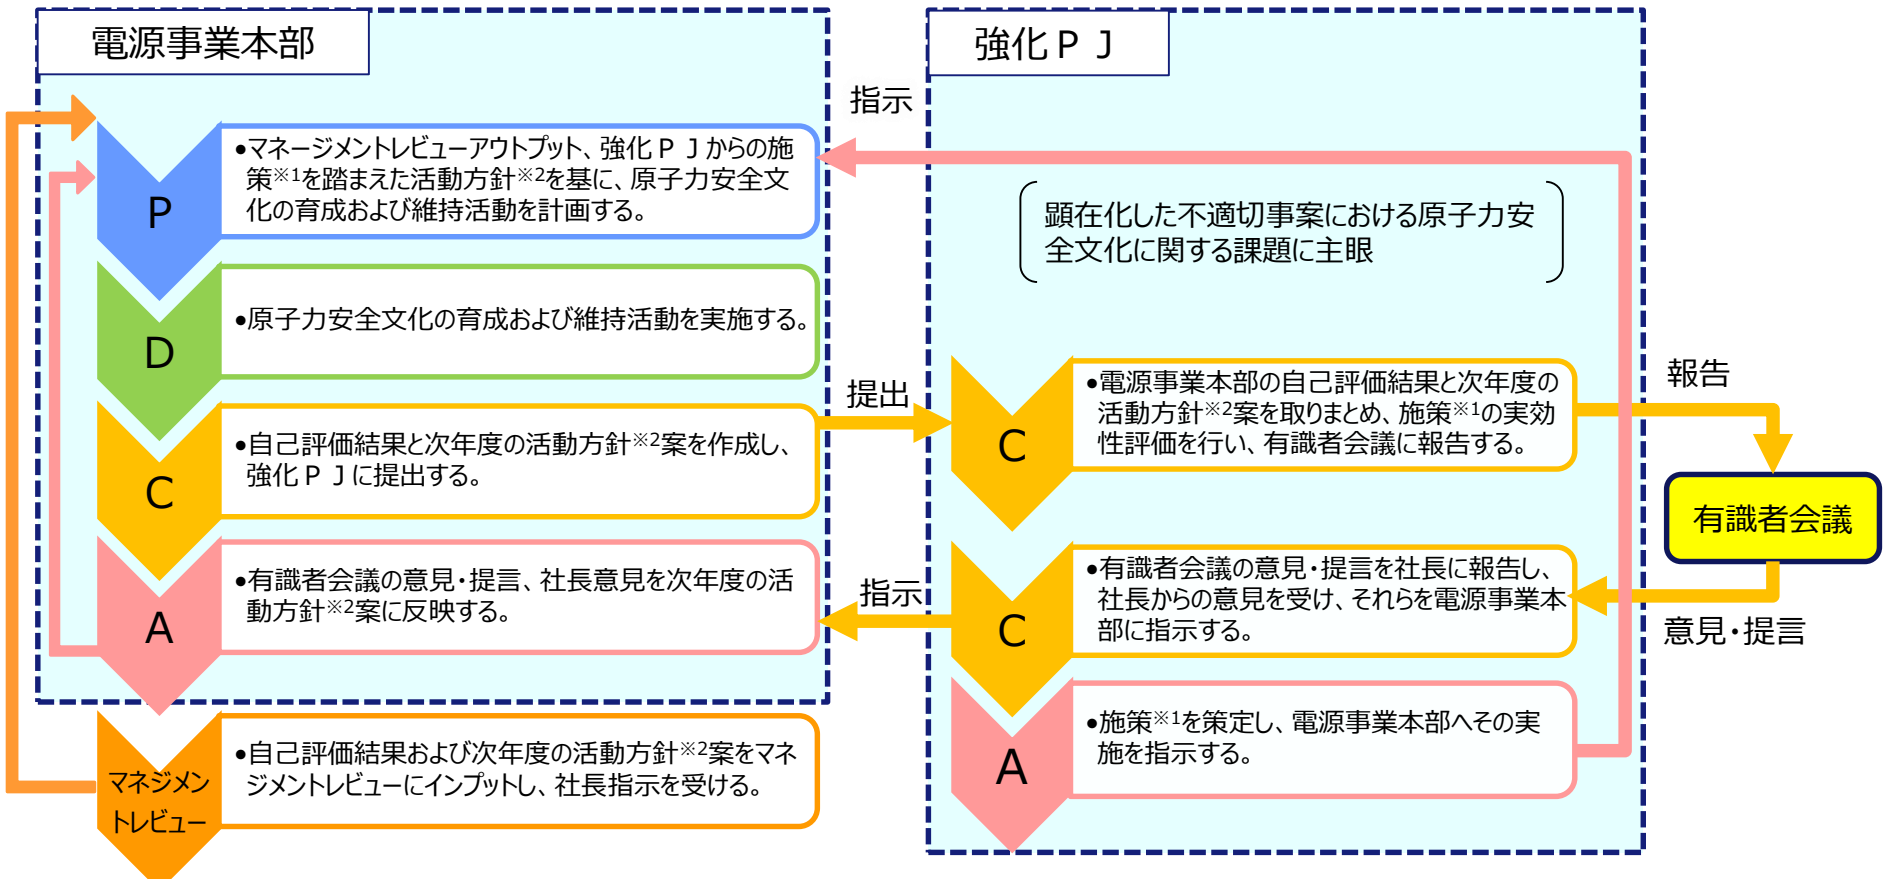 電源事業本部
P
•マネージメントレビューアウトプット、強化ＰＪからの施
策※1を踏まえた活動方針※2を基に、原子力安全文
化の育成および維持活動を計画する。
D
•原子力安全文化の育成および維持活動を実施する。
C
•自己評価結果と次年度の活動方針※2案を作成し、
強化ＰＪに提出する。
A
•有識者会議の意見・提言、社長意見を次年度の活
動方針※2案に反映する。
マネジメン
トレビュー
•自己評価結果および次年度の活動方針※2案をマネ
ジメントレビューにインプットし、社長指示を受ける。
指示
提出
指示
強化ＰＪ
顕在化した不適切事案における原子力安
全文化に関する課題に主眼
C
•電源事業本部の自己評価結果と次年度の
活動方針※2案を取りまとめ、施策※1の実効
性評価を行い、有識者会議に報告する。
C
•有識者会議の意見・提言を社長に報告し、
社長からの意見を受け、それらを電源事業本
部に指示する。
A
•施策※1を策定し、電源事業本部へその実
施を指示する。
報告
有識者会議
意見・提言